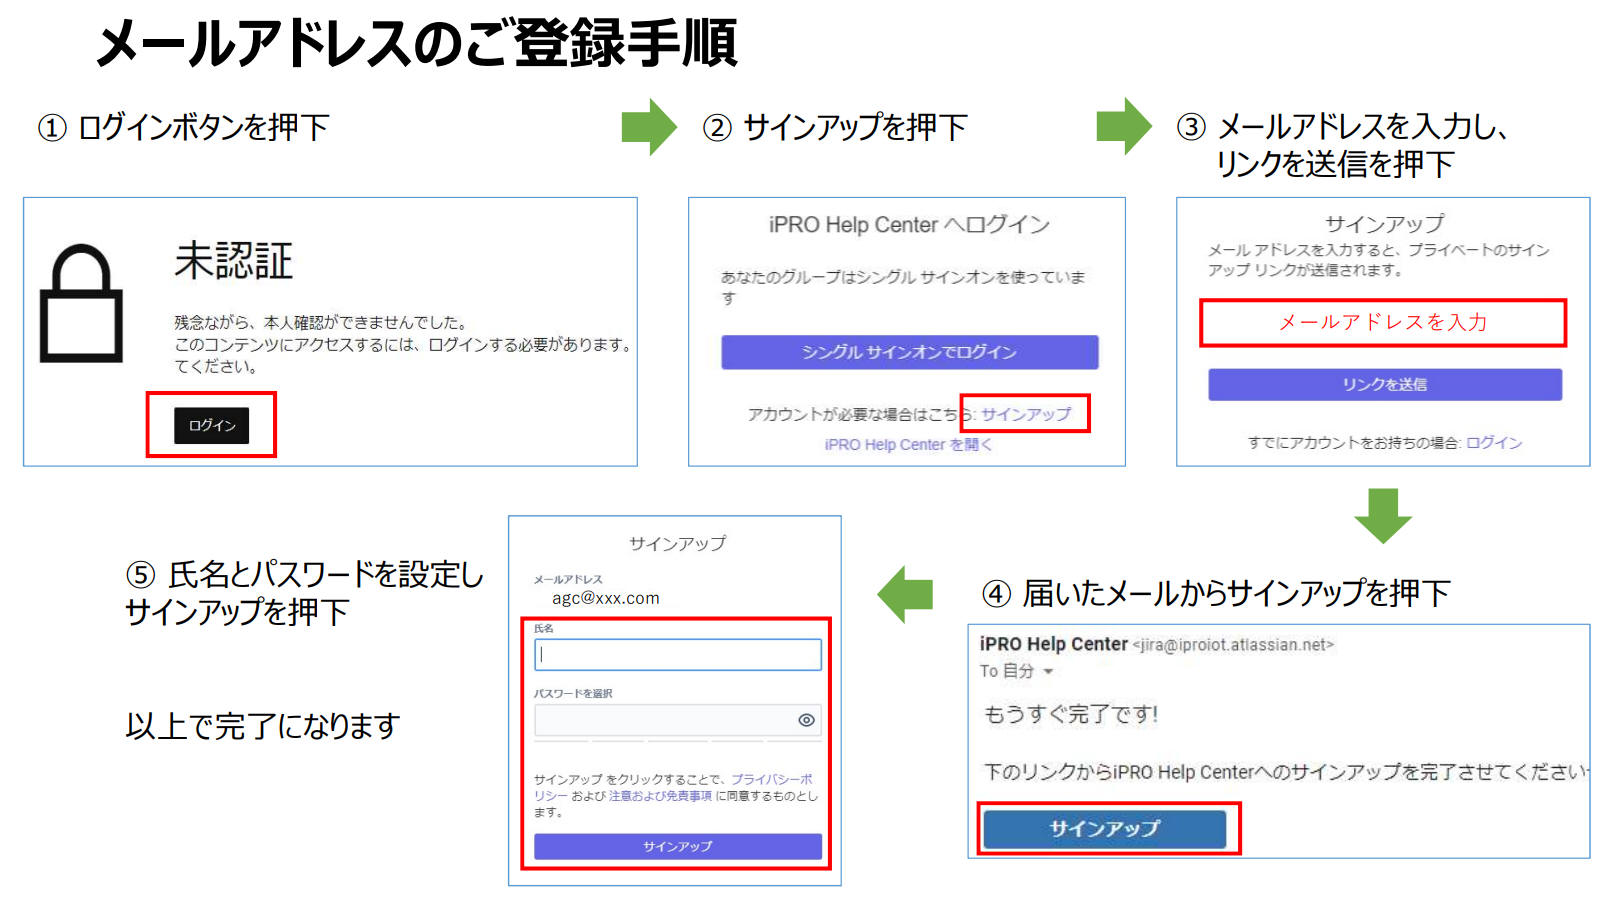 メールアドレスのご登録手順
① ログインボタンを押下
② サインアップを押下
③ メールアドレスを入力し、
リンクを送信を押下
未認証
残念ながら、本人確認ができませんでした。
このコンテンツにアクセスするには、ログインする必要があります。
てください。
ログイン
iPRO Help Center へログイン
あなたのグループはシングル サインオンを使っていま
す
シングル サインオンでログイン
アカウントが必要な場合はこちら: サインアップ
iPRO Help Center を開く
サインアップ
メール アドレスを入力すると、プライベートのサイン
アップ リンクが送信されます。
メールアドレスを入力
リンクを送信
すでにアカウントをお持ちの場合: ログイン
④ 届いたメールからサインアップを押下
iPRO Help Center <jira@iproiot.atlassian.net>
To 自分
もうすぐ完了です!
下のリンクからiPRO Help Centerへのサインアップを完了させてください
サインアップ
⑤ 氏名とパスワードを設定し
サインアップを押下
以上で完了になります
サインアップ
メールアドレス
agc@xxx.com
氏名
パスワードを選択
サインアップ をクリックすることで、プライバシーポ
リシー および 注意および免責事項 に同意するものとし
ます。
サインアップ